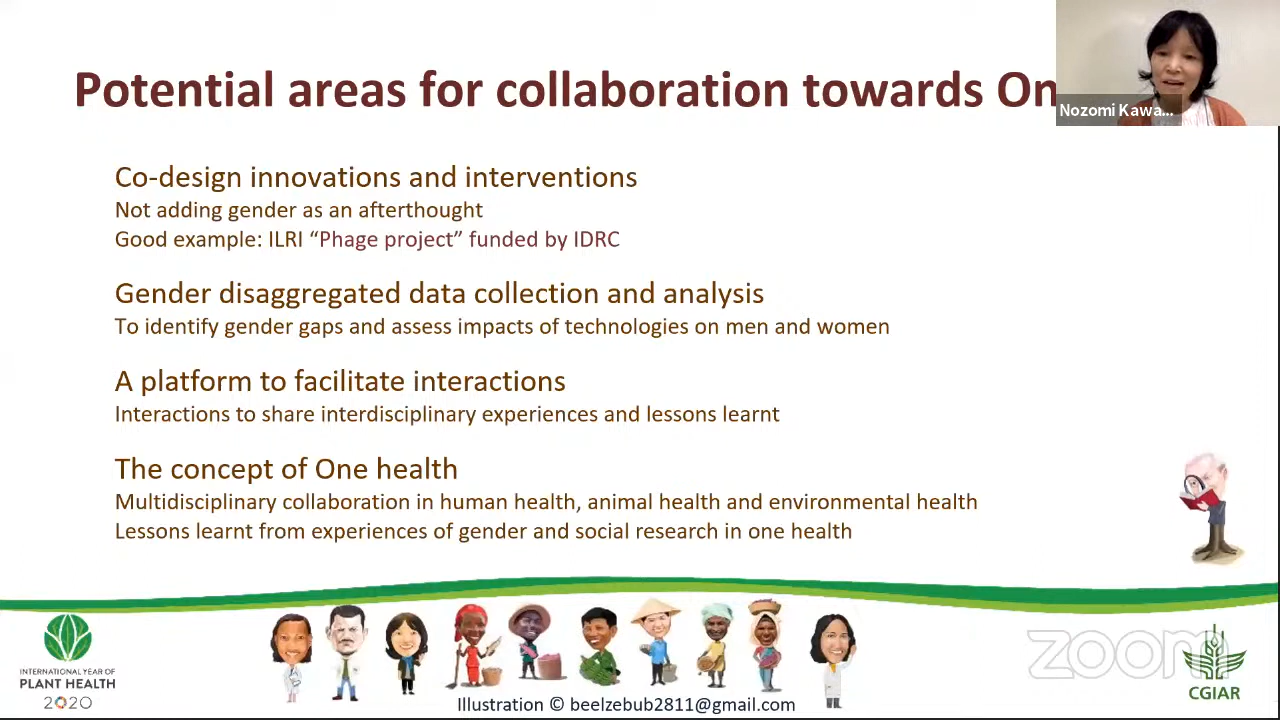 Potential areas for collaboration towards On
Nozomi Kawa...
Co-design innovations and interventions
Not adding gender as an afterthought
Good example: ILRI “Phage project” funded by IDRC
Gender disaggregated data collection and analysis
To identify gender gaps and assess impacts of technologies on men and women
A platform to facilitate interactions
Interactions to share interdisciplinary experiences and lessons learnt
The concept of One health
Multidisciplinary collaboration in human health, animal health and environmental health
Lessons learnt from experiences of gender and social research in one health
INTERNATIONAL YEAR OF
PLANT HEALTH
2020
Illustration © beelzebub2811@gmail.com
zoom
CGIAR